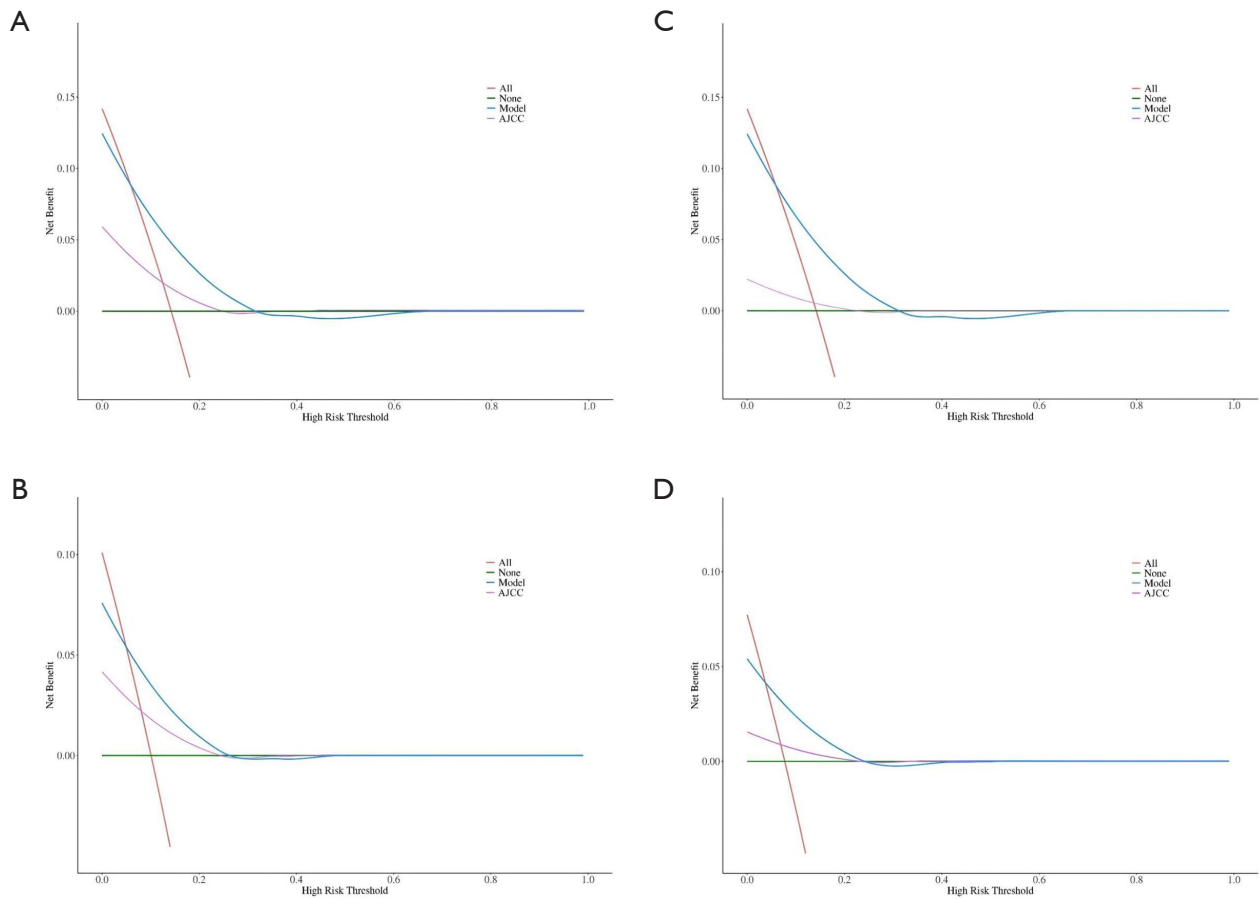 A
All
None
Model
AJCC
0.15
0.10
0.05
0.00
Net Benefit
0.0 0.2 0.4 0.6 0.8 1.0
High Risk Threshold
C
All
None
Model
AJCC
0.15
0.10
0.05
0.00
Net Benefit
0.0 0.2 0.4 0.6 0.8 1.0
High Risk Threshold
B
All
None
Model
AJCC
0.10
0.05
0.00
Net Benefit
0.0 0.2 0.4 0.6 0.8 1.0
High Risk Threshold
D
All
None
Model
AJCC
0.10
0.05
0.00
Net Benefit
0.0 0.2 0.4 0.6 0.8 1.0
High Risk Threshold